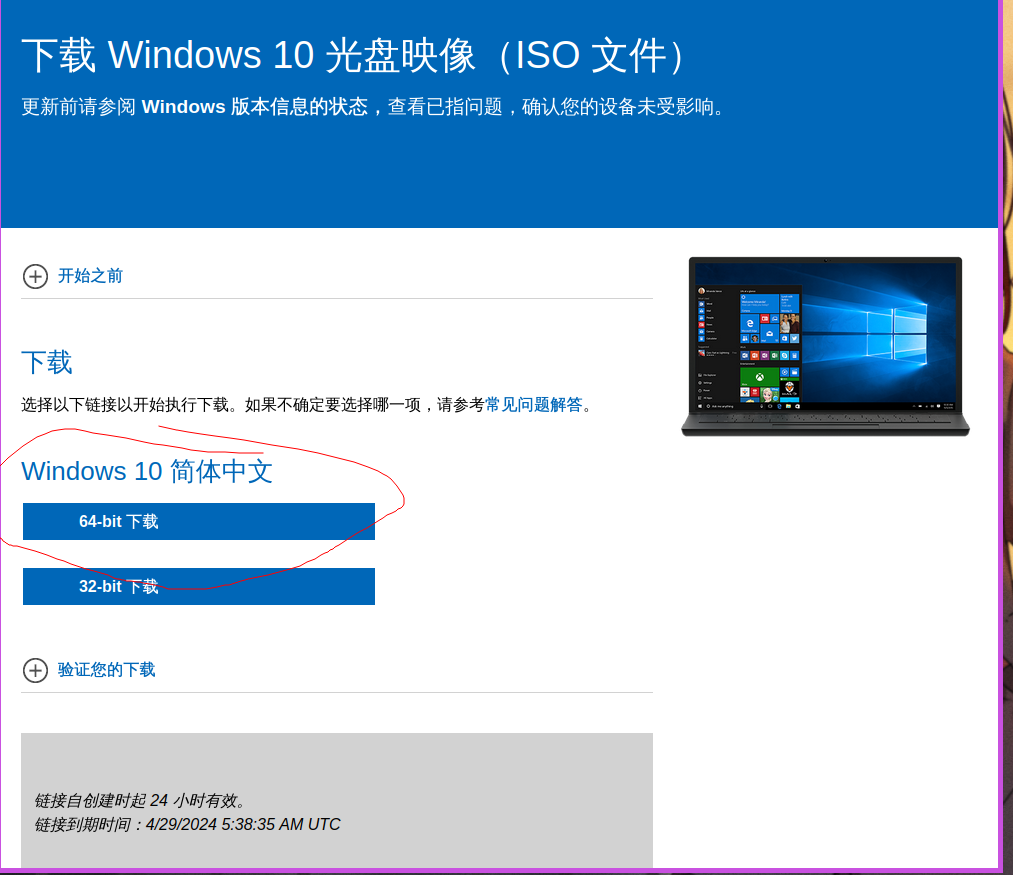 下载 Windows 10 光盘映像（ISO 文件）
更新前请参阅 Windows 版本信息的状态，查看已指问题，确认您的设备未受影响。
开始之前
下载
选择以下链接以开始执行下载。如果不确定要选择哪一项，请参考常见问题解答。
Windows 10 简体中文
64-bit 下载
32-bit 下载
验证您的下载
链接自创建时起 24 小时有效。
链接到期时间：4/29/2024 5:38:35 AM UTC